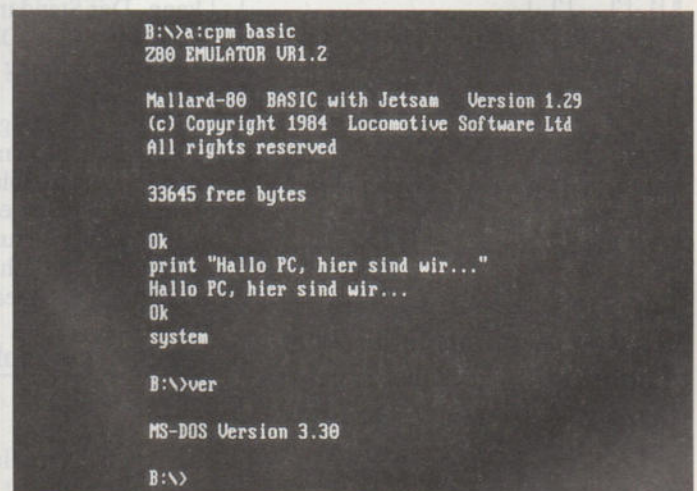 B:\>a:cpm basic
Z80 EMULATOR VR1.2
Mallard-80 BASIC with Jetsam Version 1.29
(c) Copyright 1984 Locomotive Software Ltd
All rights reserved
33645 free bytes
Ok
print "Hallo PC, hier sind wir..."
Hallo PC, hier sind wir...
Ok
system
B:\>ver
MS-DOS Version 3.30
B:\>